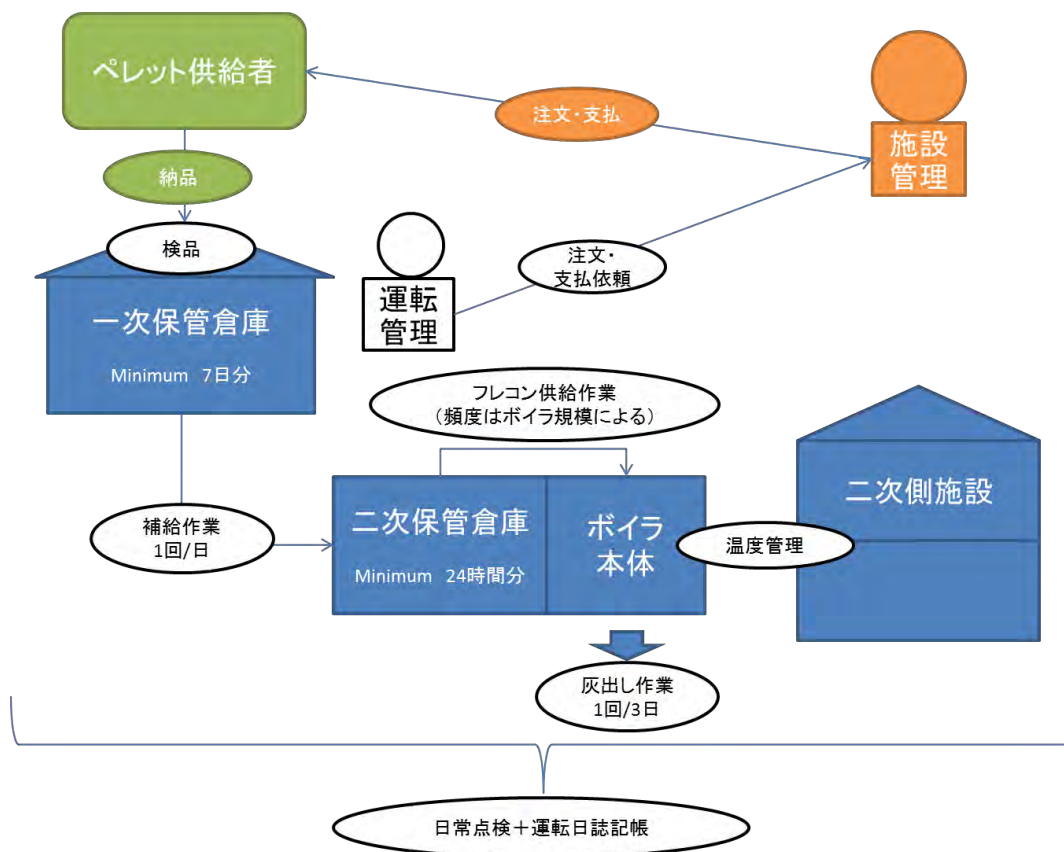 ペレット供給者
注文・支払
施設
管理
納品
検品
注文・
支払依頼
運転
管理
一次保管倉庫
Minimum 7日分
フレコン供給作業
（頻度はボイラ規模による）
補給作業
1回/日
二次保管倉庫
Minimum 24時間分
ボイラ
本体
温度管理
二次側施設
灰出し作業
1回/3日
日常点検＋運転日誌記帳